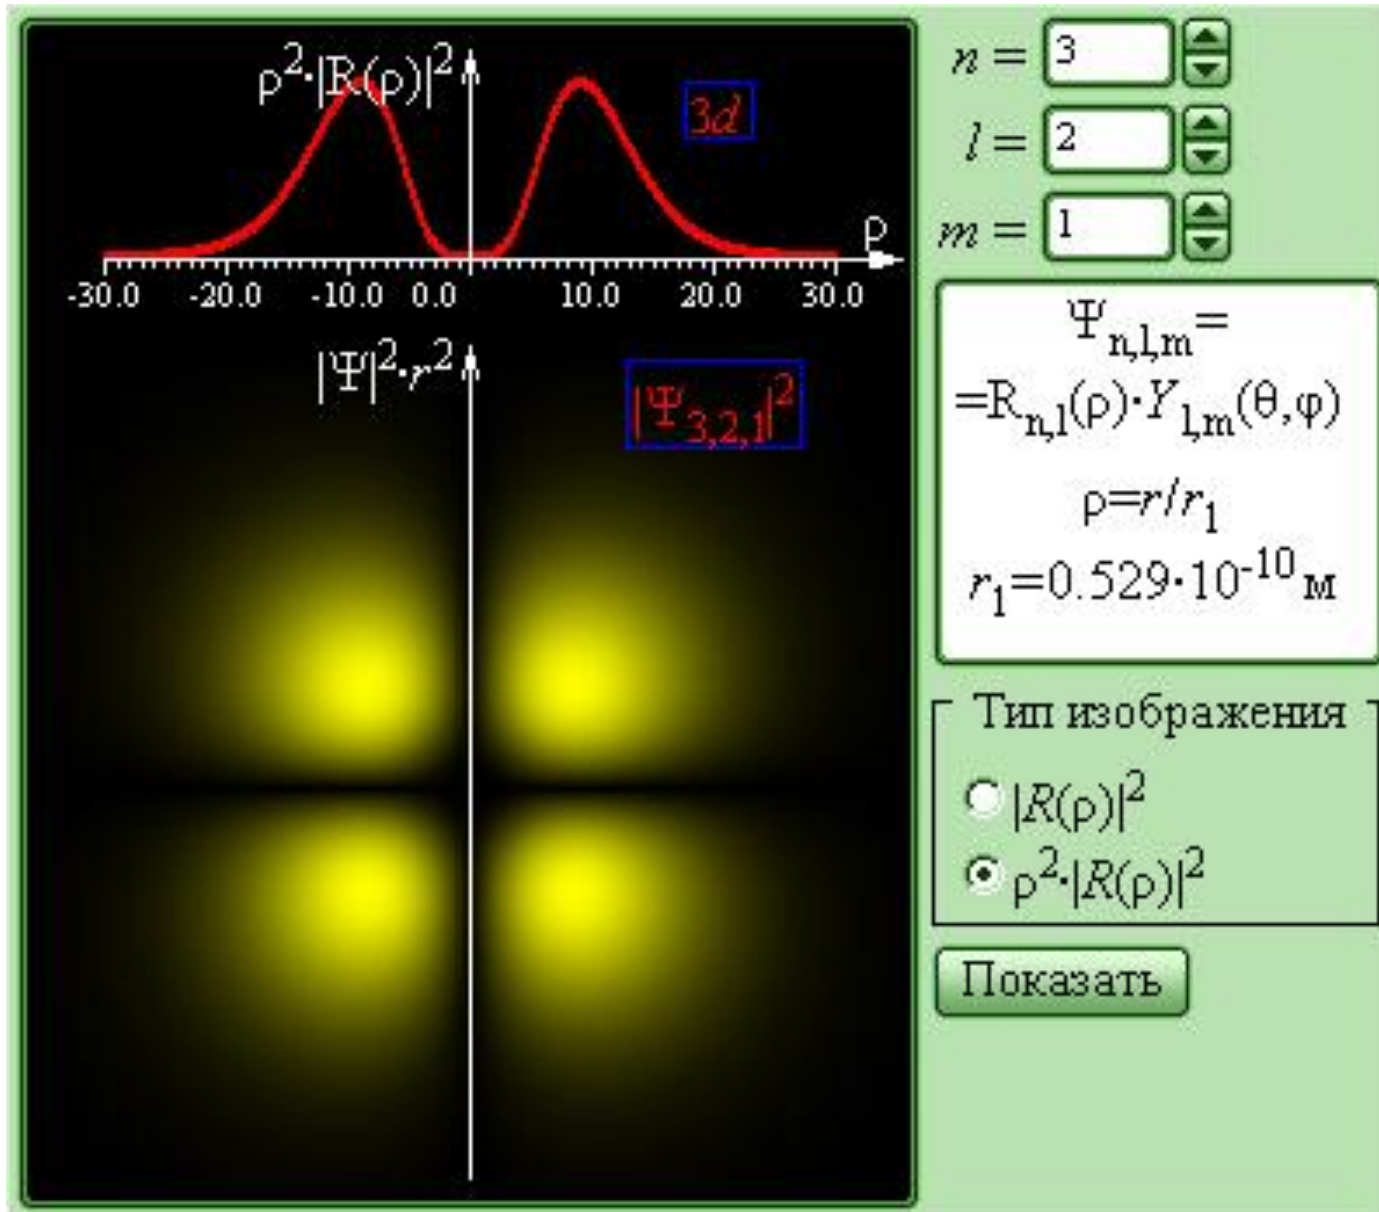 ρ²·|R(ρ)|²
3d
ρ
-30.0 -20.0 -10.0 0.0 10.0 20.0 30.0
|Ψ|²·r²
|Ψ₃,₂,₁|²
n = 3
l = 2
m = 1
Ψn,l,m=
=Rn,l(ρ)·Yl,m(θ,φ)
ρ=r/r₁
r₁=0.529·10⁻¹⁰ м
Тип изображения
|R(ρ)|²
ρ²·|R(ρ)|²
Показать